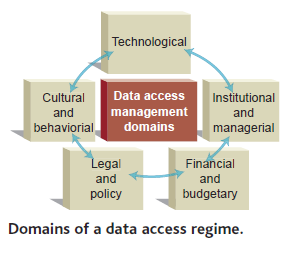 Technological
Cultural
and
behaviorial
Data access
management
domains
Institutional
and
managerial
Legal
and
policy
Financial
and
budgetary
Domains of a data access regime.